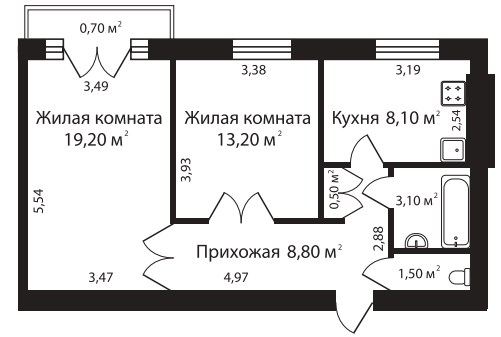 0,70 м²
3,49
3,38
3,19
Жилая комната
19,20 м²
Жилая комната
13,20 м²
Кухня 8,10 м²
2,54
3,93
5,54
0,50 м²
3,10 м²
2,88
Прихожая 8,80 м²
3,47
4,97
1,50 м²